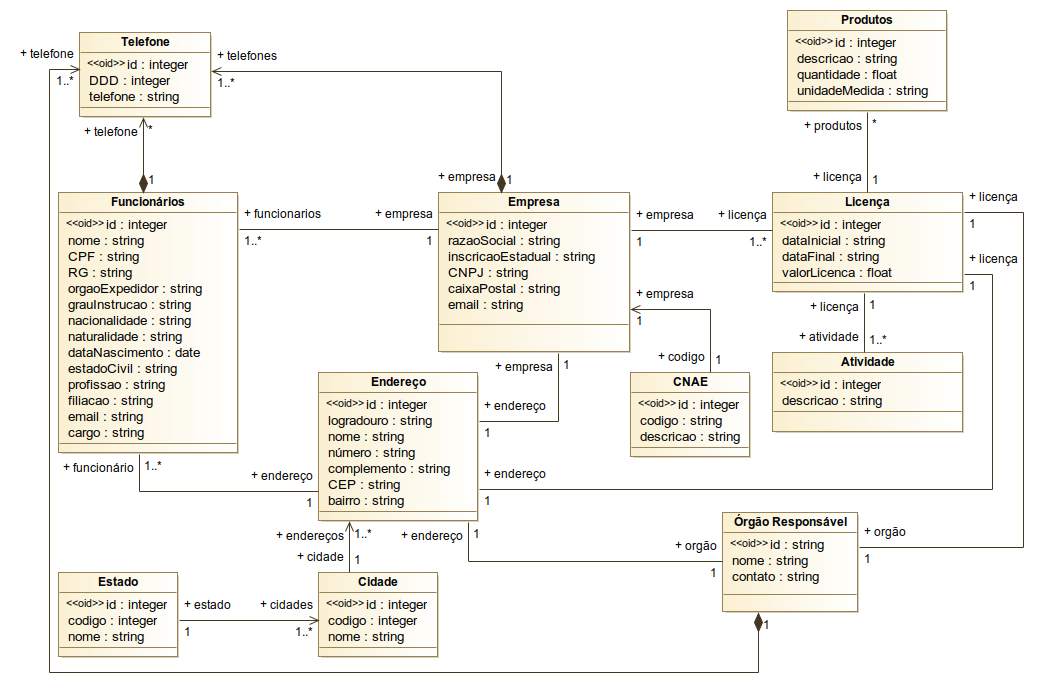 Telefone
<<oid>> id : integer
DDD : integer
telefone : string
+ telefone
1..*
+ telefones
1..*
+ telefone
*
1
Produtos
<<oid>> id : integer
descricao : string
quantidade : float
unidadeMedida : string
+ produtos
*
+ licença
1
Funcionários
<<oid>> id : integer
nome : string
CPF : string
RG : string
orgaoExpedidor : string
grauInstrucao : string
nacionalidade : string
naturalidade : string
dataNascimento : date
estadoCivil : string
profissao : string
filiacao : string
email : string
cargo : string
+ funcionarios
1..*
+ empresa
1
+ empresa
1
Empresa
<<oid>> id : integer
razaoSocial : string
inscricaoEstadual : string
CNPJ : string
caixaPostal : string
email : string
+ empresa
1
+ licença
1..*
Licença
<<oid>> id : integer
dataInicial : string
dataFinal : string
valorLicenca : float
+ licença
1
+ licença
1
+ empresa
1
+ licença
1
+ atividade
1..*
+ codigo
1
Atividade
<<oid>> id : integer
descricao : string
+ empresa
1
CNAE
<<oid>> id : integer
codigo : string
descricao : string
Endereço
<<oid>> id : integer
logradouro : string
nome : string
número : string
complemento : string
CEP : string
bairro : string
+ endereço
1
+ endereço
1
+ funcionário
1..*
+ endereço
1
+ endereços
1..*
+ cidade
1
+ endereço
1
+ orgão
1
Órgão Responsável
<<oid>> id : string
nome : string
contato : string
+ orgão
1
1
Estado
<<oid>> id : integer
codigo : integer
nome : string
+ estado
1
+ cidades
1..*
Cidade
<<oid>> id : integer
codigo : integer
nome : string